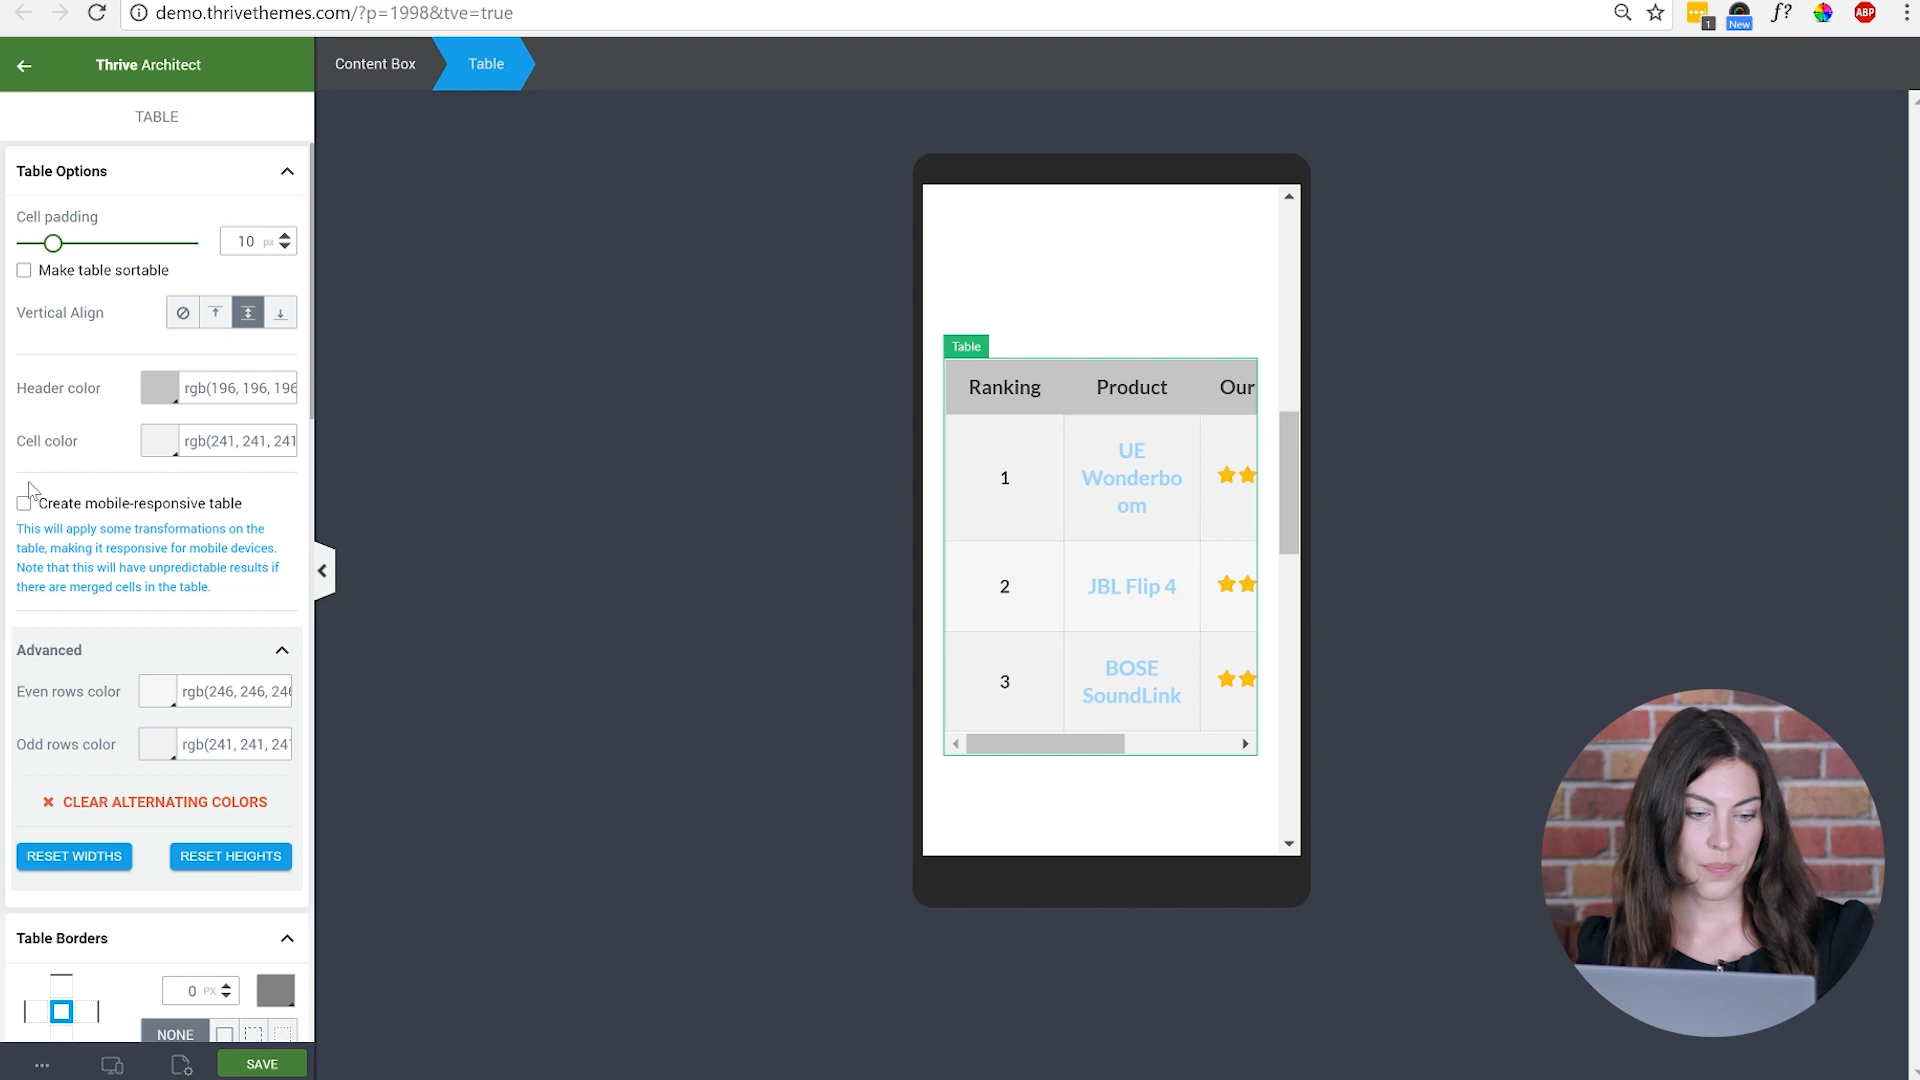 demo.thrivethemes.com/?p=1998&tve=true
1
New
f?
ABP
Thrive Architect
Content Box
Table
TABLE
Table Options
Cell padding
10 px
Make table sortable
Vertical Align
Header color
rgb(196, 196, 196
Cell color
rgb(241, 241, 241
Create mobile-responsive table
This will apply some transformations on the
table, making it responsive for mobile devices.
Note that this will have unpredictable results if
there are merged cells in the table.
Advanced
Even rows color
rgb(246, 246, 246
Odd rows color
rgb(241, 241, 241
CLEAR ALTERNATING COLORS
RESET WIDTHS
RESET HEIGHTS
Table Borders
0 PX
NONE
SAVE
Table
Ranking Product Our
1
UE
Wonderbo
om
2
JBL Flip 4
3
BOSE
SoundLink